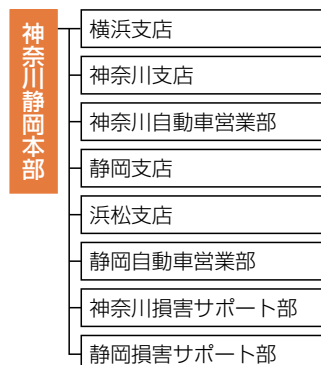 神奈川静岡本部
横浜支店
神奈川支店
神奈川自動車営業部
静岡支店
浜松支店
静岡自動車営業部
神奈川損害サポート部
静岡損害サポート部